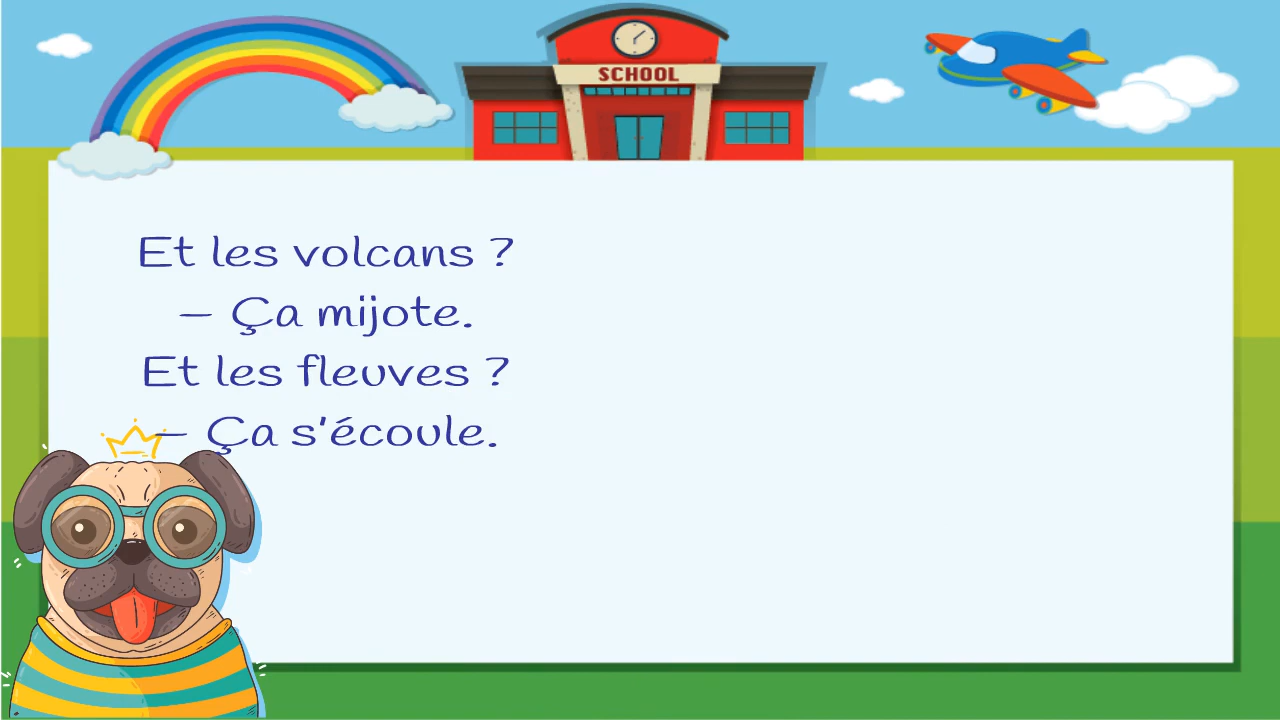 SCHOOL
Et les volcans ?
– Ça mijote.
Et les fleuves ?
– Ça s'écoule.